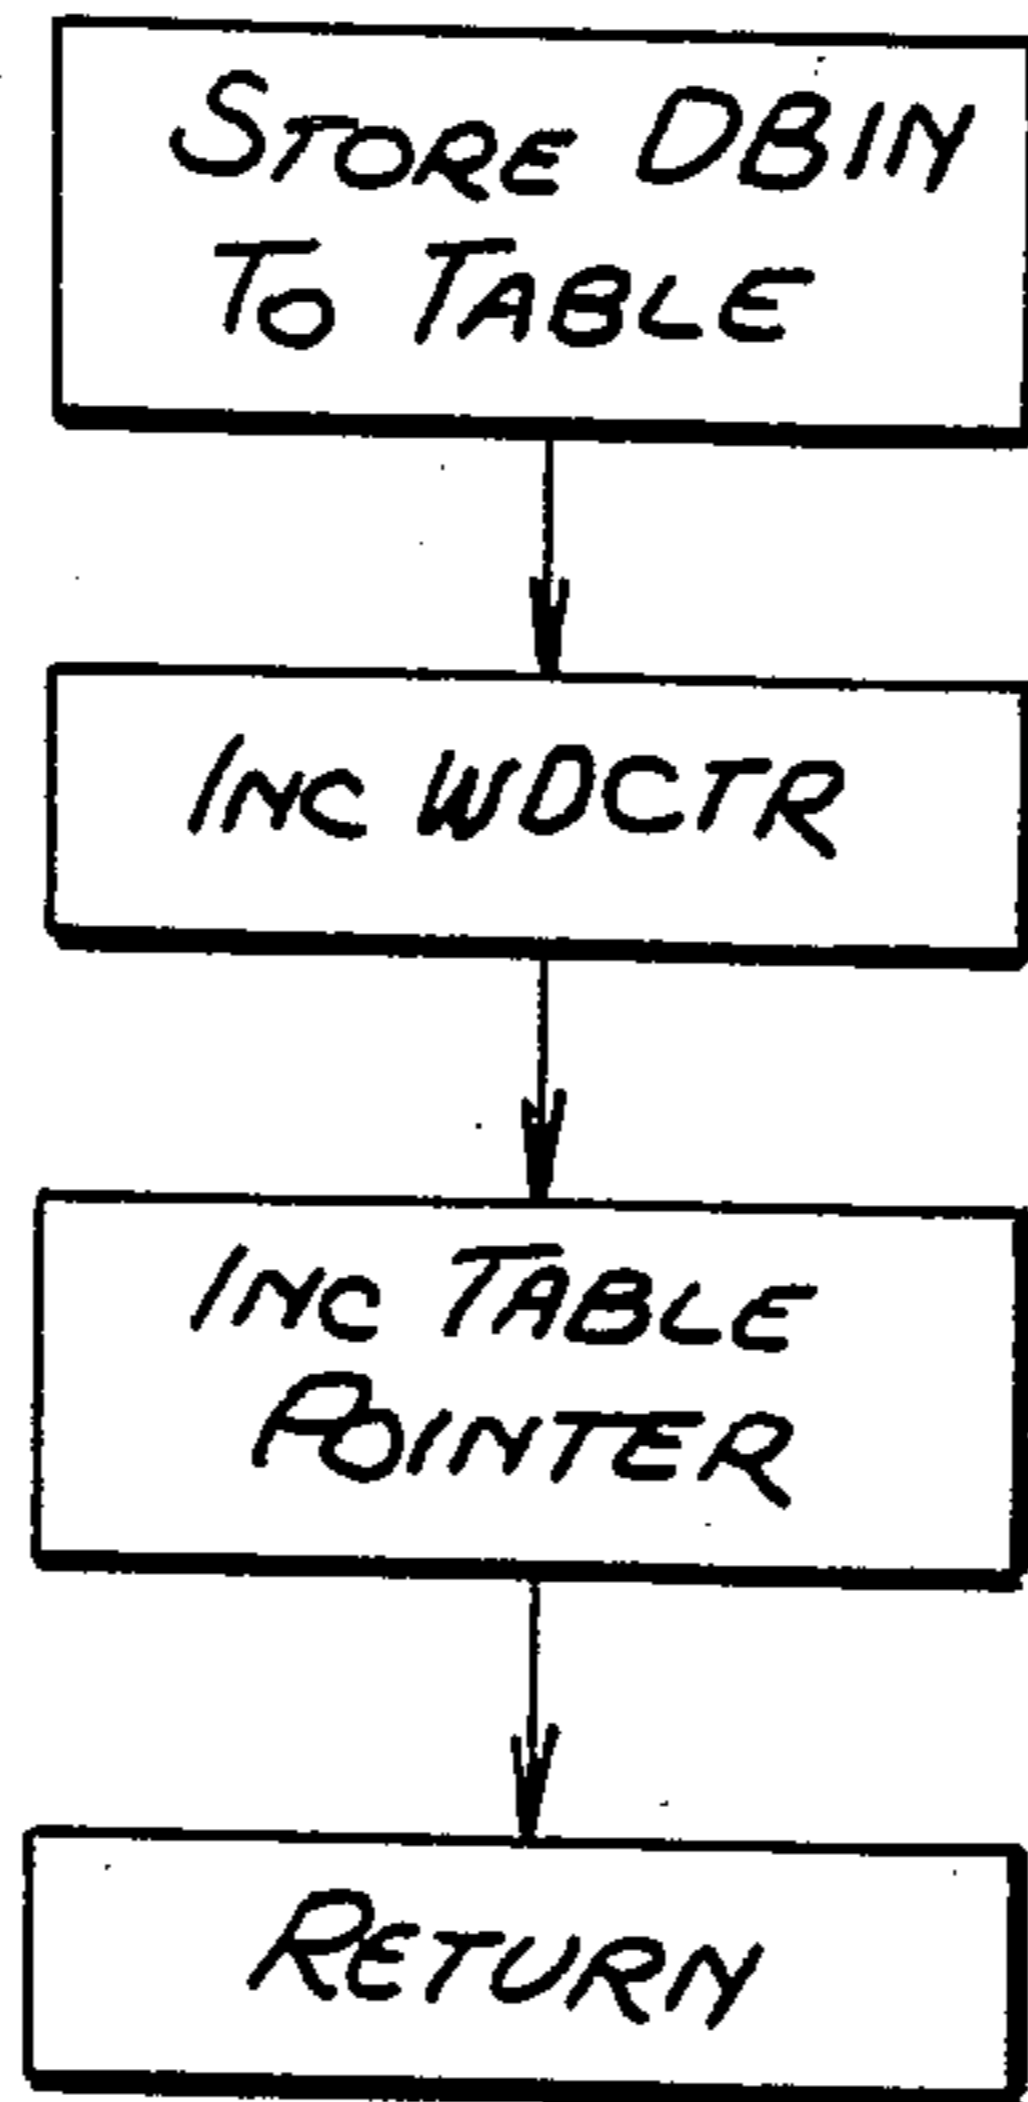 STORE DBIN
TO TABLE
INC WDCTR
INC TABLE
POINTER
RETURN